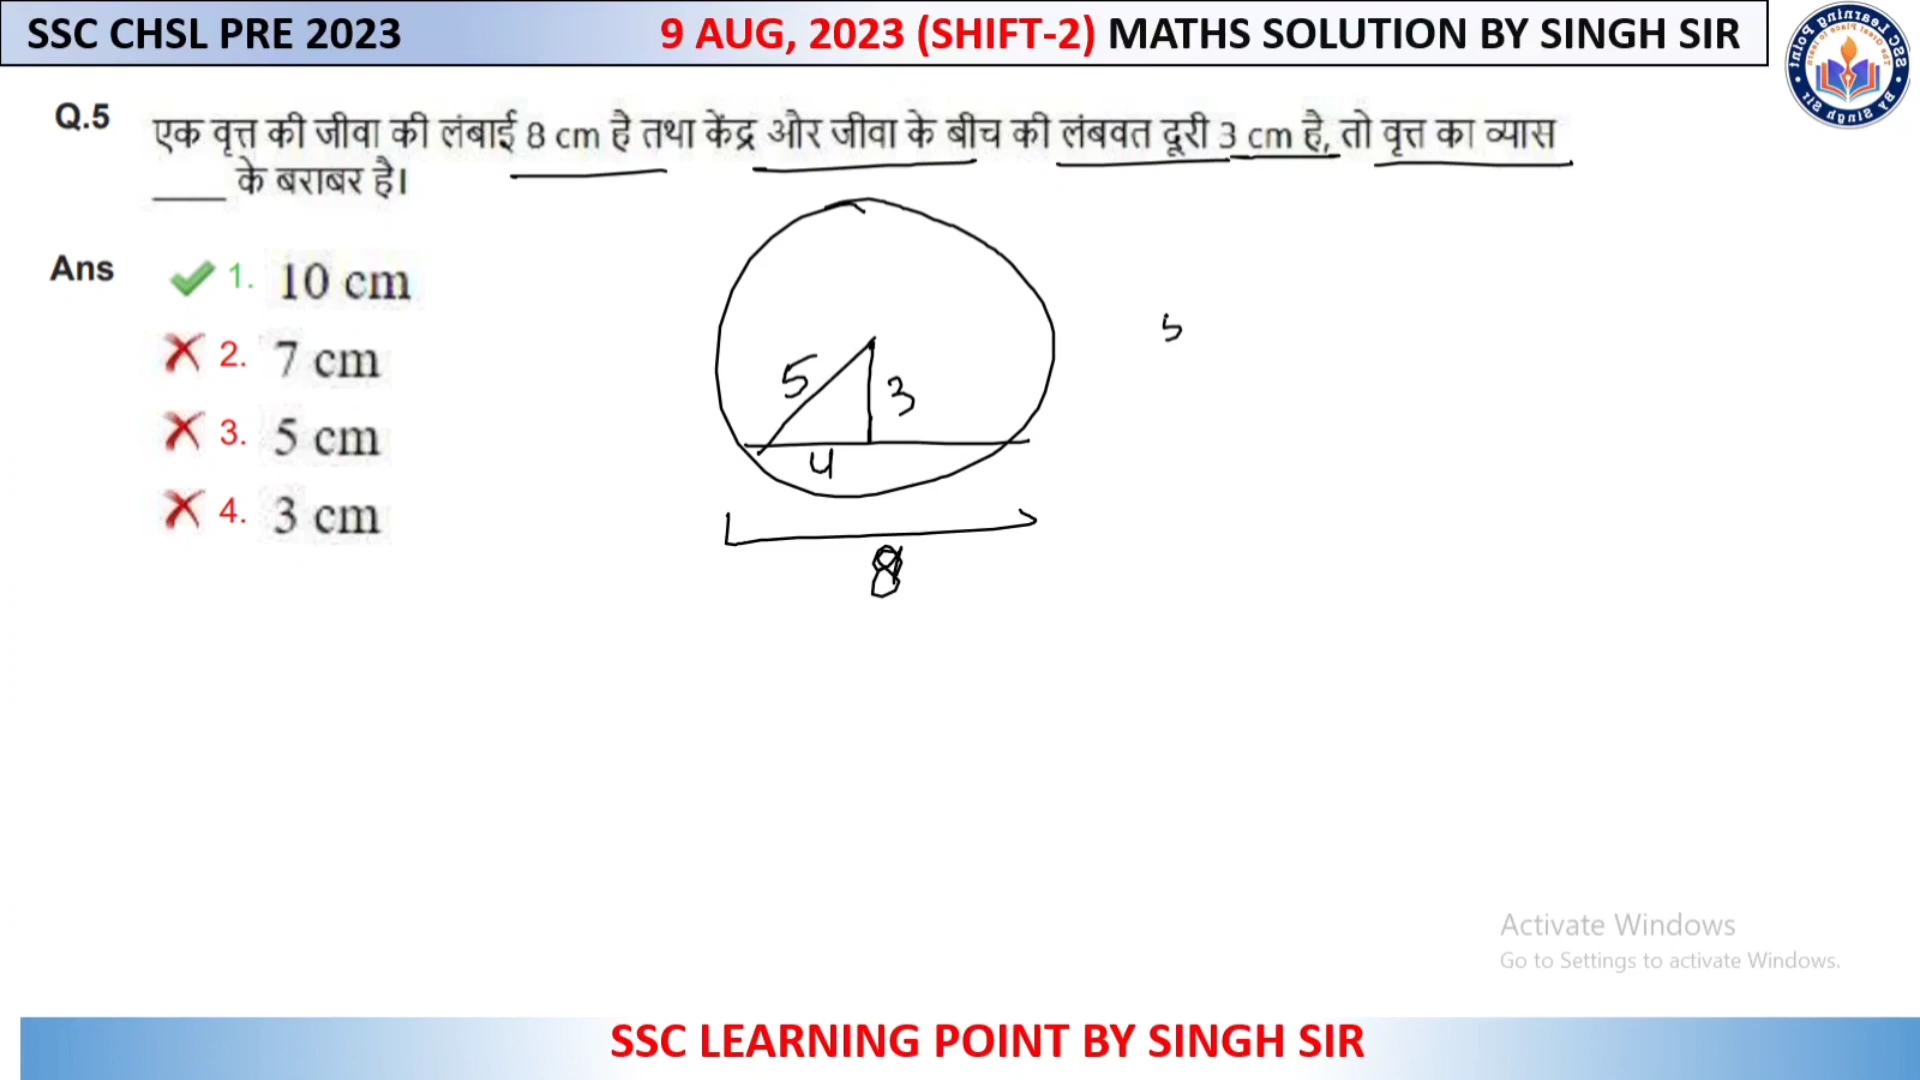 SSC CHSL PRE 2023
9 AUG, 2023 (SHIFT-2) MATHS SOLUTION BY SINGH SIR
Q.5
एक वृत्त की जीवा की लंबाई 8 cm है तथा केंद्र और जीवा के बीच की लंबवत दूरी 3 cm है, तो वृत्त का व्यास
____ के बराबर है।
Ans
1. 10 cm
2. 7 cm
3. 5 cm
4. 3 cm
5
5
3
4
8
Activate Windows
Go to Settings to activate Windows.
SSC LEARNING POINT BY SINGH SIR